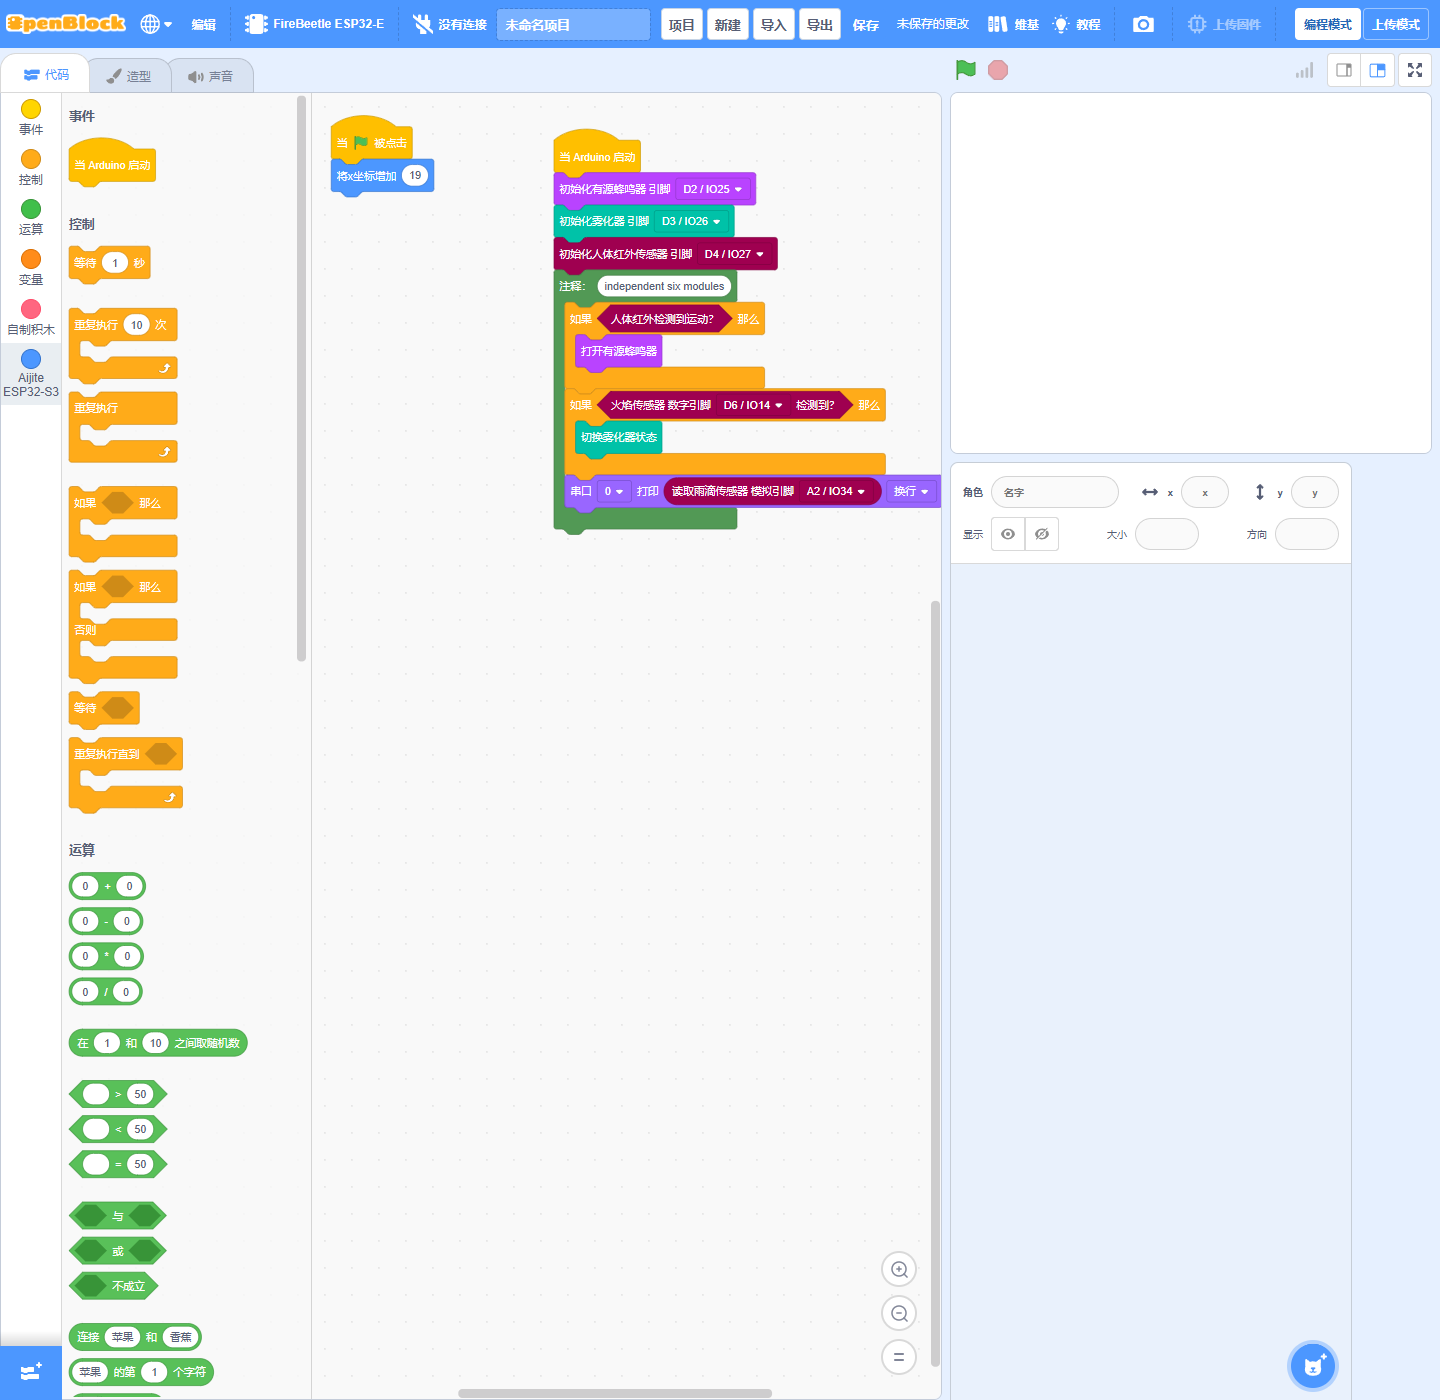 OpenBlock
编辑
FireBeetle ESP32-E
没有连接
未命名项目
项目
新建
导入
导出
保存
未保存的更改
维基
教程
上传固件
编程模式
上传模式
代码
造型
声音
事件
控制
运算
变量
自制积木
Aijite
ESP32-S3
事件
当 Arduino 启动
控制
等待 1 秒
重复执行 10 次
重复执行
如果 那么
如果 那么
否则
等待
重复执行直到
运算
0 + 0
0 - 0
0 * 0
0 / 0
在 1 和 10 之间取随机数
> 50
< 50
= 50
与
或
不成立
连接 苹果 和 香蕉
苹果 的第 1 个字符
当 被点击
将x坐标增加 19
当 Arduino 启动
初始化有源蜂鸣器 引脚 D2 / IO25
初始化雾化器 引脚 D3 / IO26
初始化人体红外传感器 引脚 D4 / IO27
注释： independent six modules
如果 人体红外检测到运动? 那么
打开有源蜂鸣器
如果 火焰传感器 数字引脚 D6 / IO14 检测到? 那么
切换雾化器状态
串口 0 打印 读取雨滴传感器 模拟引脚 A2 / IO34 换行
角色 名字 x x y y
显示 大小 方向